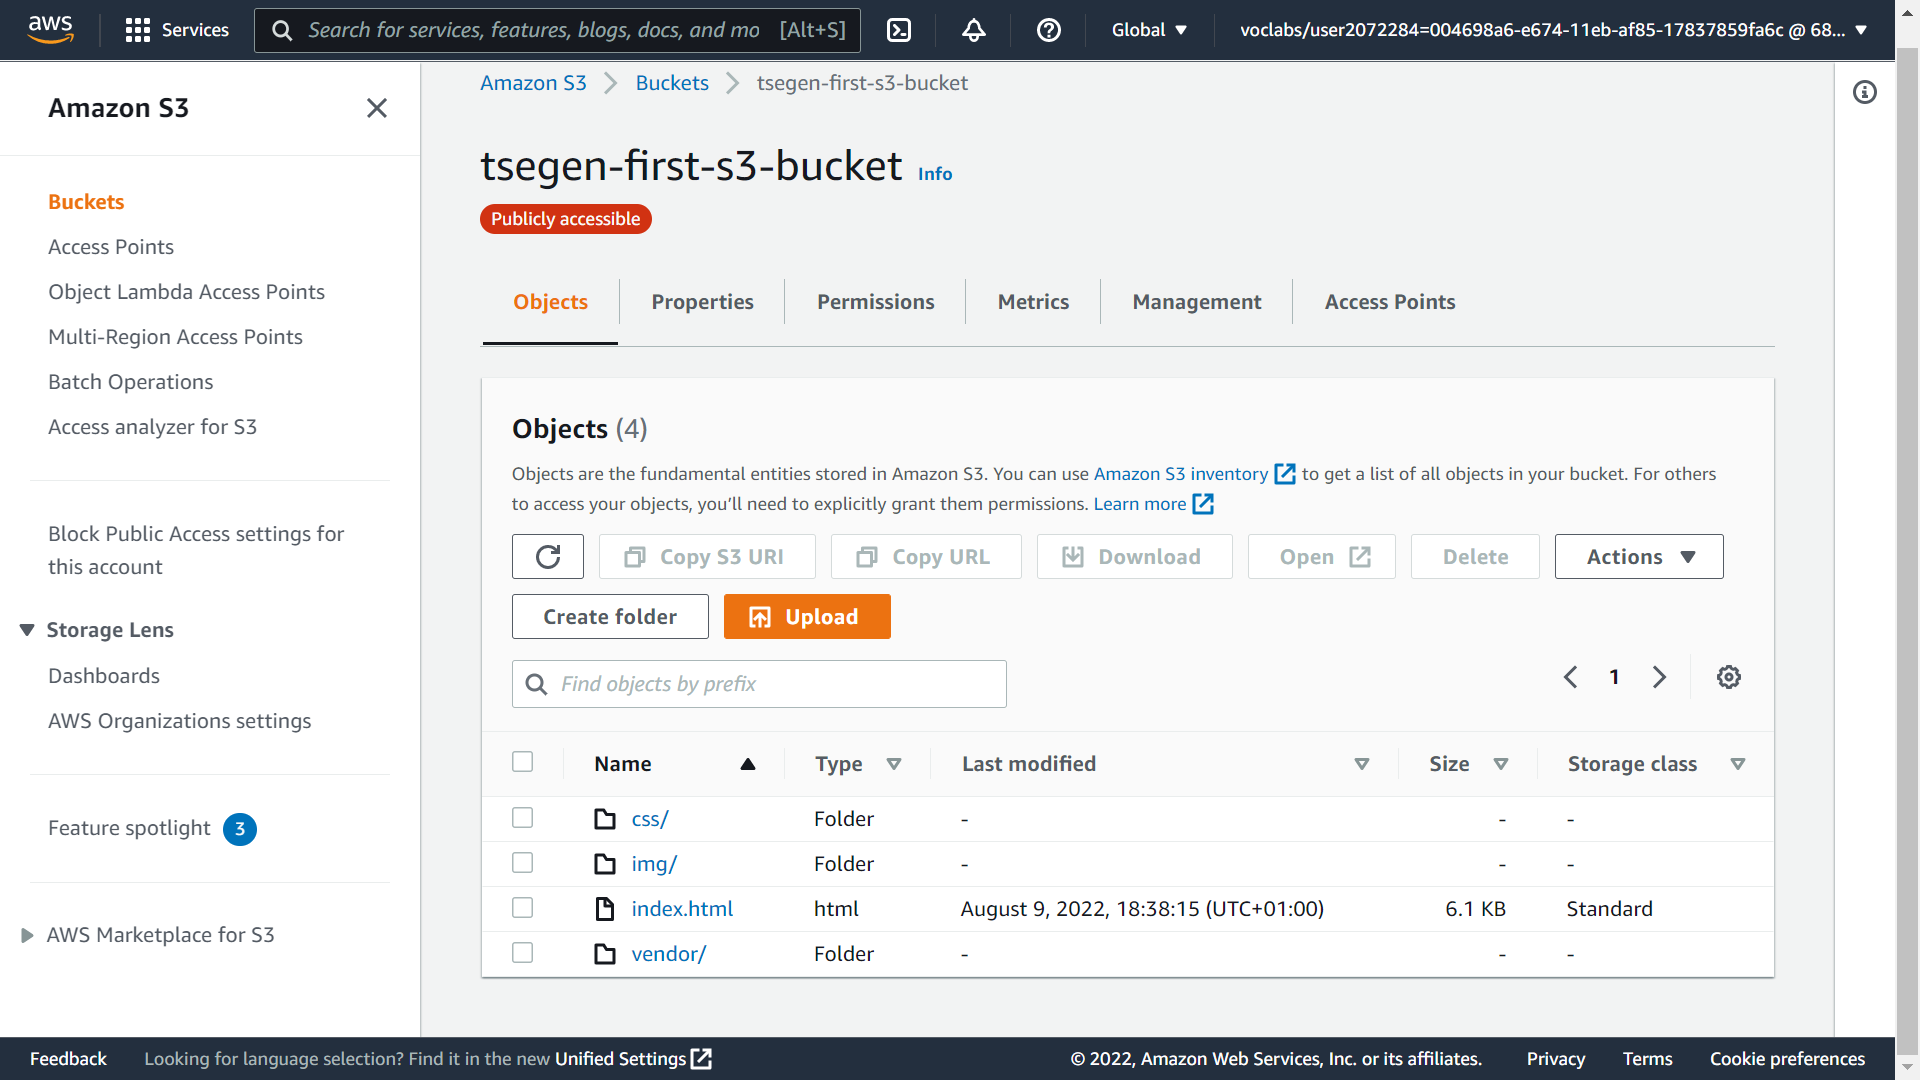 aws
Services
Search for services, features, blogs, docs, and mo [Alt+S]
Global
voclabs/user2072284=004698a6-e674-11eb-af85-17837859fa6c @ 68...
Amazon S3
Buckets
Access Points
Object Lambda Access Points
Multi-Region Access Points
Batch Operations
Access analyzer for S3
Block Public Access settings for
this account
Storage Lens
Dashboards
AWS Organizations settings
Feature spotlight 3
AWS Marketplace for S3
Amazon S3 Buckets tsegen-first-s3-bucket
tsegen-first-s3-bucket Info
Publicly accessible
Objects Properties Permissions Metrics Management Access Points
Objects (4)
Objects are the fundamental entities stored in Amazon S3. You can use Amazon S3 inventory to get a list of all objects in your bucket. For others
to access your objects, you’ll need to explicitly grant them permissions. Learn more
Copy S3 URI Copy URL Download Open Delete Actions
Create folder Upload
Find objects by prefix
1
Name Type Last modified Size Storage class
css/ Folder - - -
img/ Folder - - -
index.html html August 9, 2022, 18:38:15 (UTC+01:00) 6.1 KB Standard
vendor/ Folder - - -
Feedback Looking for language selection? Find it in the new Unified Settings © 2022, Amazon Web Services, Inc. or its affiliates. Privacy Terms Cookie preferences